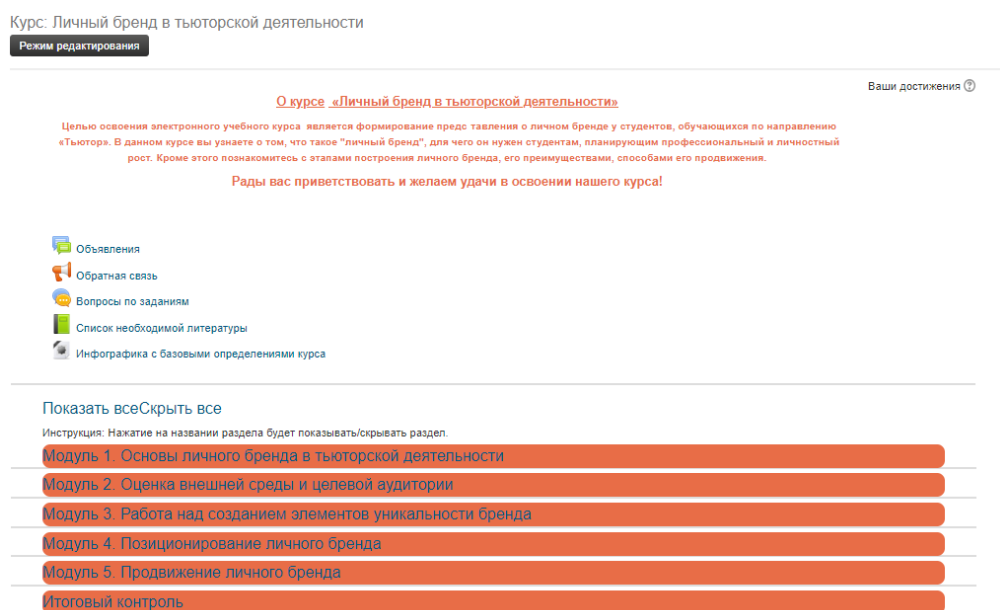 Курс: Личный бренд в тьюторской деятельности
Режим редактирования
Ваши достижения
О курсе «Личный бренд в тьюторской деятельности»
Целью освоения электронного учебного курса является формирование предс тавления о личном бренде у студентов, обучающихся по направлению
«Тьютор». В данном курсе вы узнаете о том, что такое "личный бренд", для чего он нужен студентам, планирующим профессиональный и личностный
рост. Кроме этого познакомитесь с этапами построения личного бренда, его преимуществами, способами его продвижения.
Рады вас приветствовать и желаем удачи в освоении нашего курса!
Объявления
Обратная связь
Вопросы по заданиям
Список необходимой литературы
Инфографика с базовыми определениями курса
Показать всеСкрыть все
Инструкция: Нажатие на названии раздела будет показывать/скрывать раздел.
Модуль 1. Основы личного бренда в тьюторской деятельности
Модуль 2. Оценка внешней среды и целевой аудитории
Модуль 3. Работа над созданием элементов уникальности бренда
Модуль 4. Позиционирование личного бренда
Модуль 5. Продвижение личного бренда
Итоговый контроль